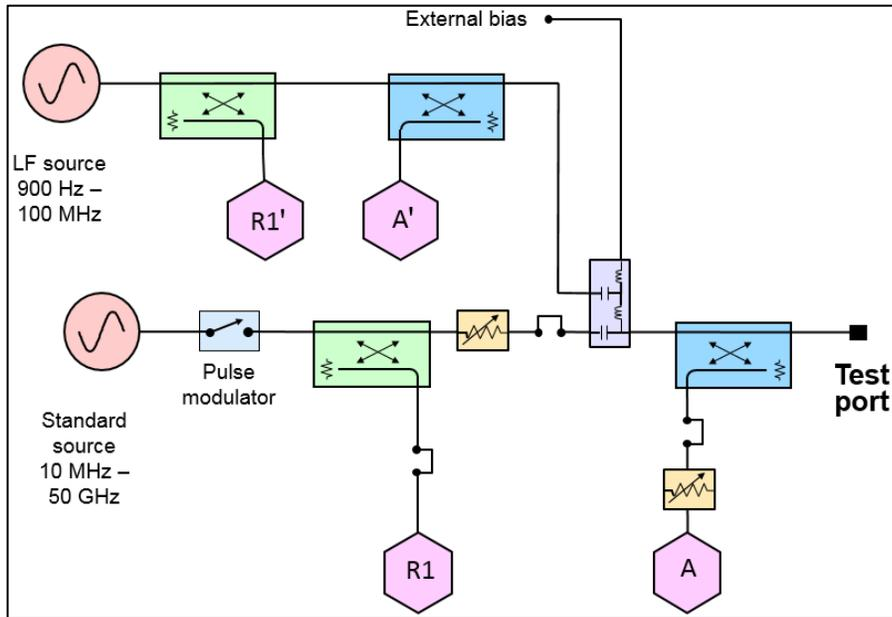 External bias
LF source
900 Hz –
100 MHz
R1'
A'
Pulse
modulator
Test
port
Standard
source
10 MHz –
50 GHz
R1
A